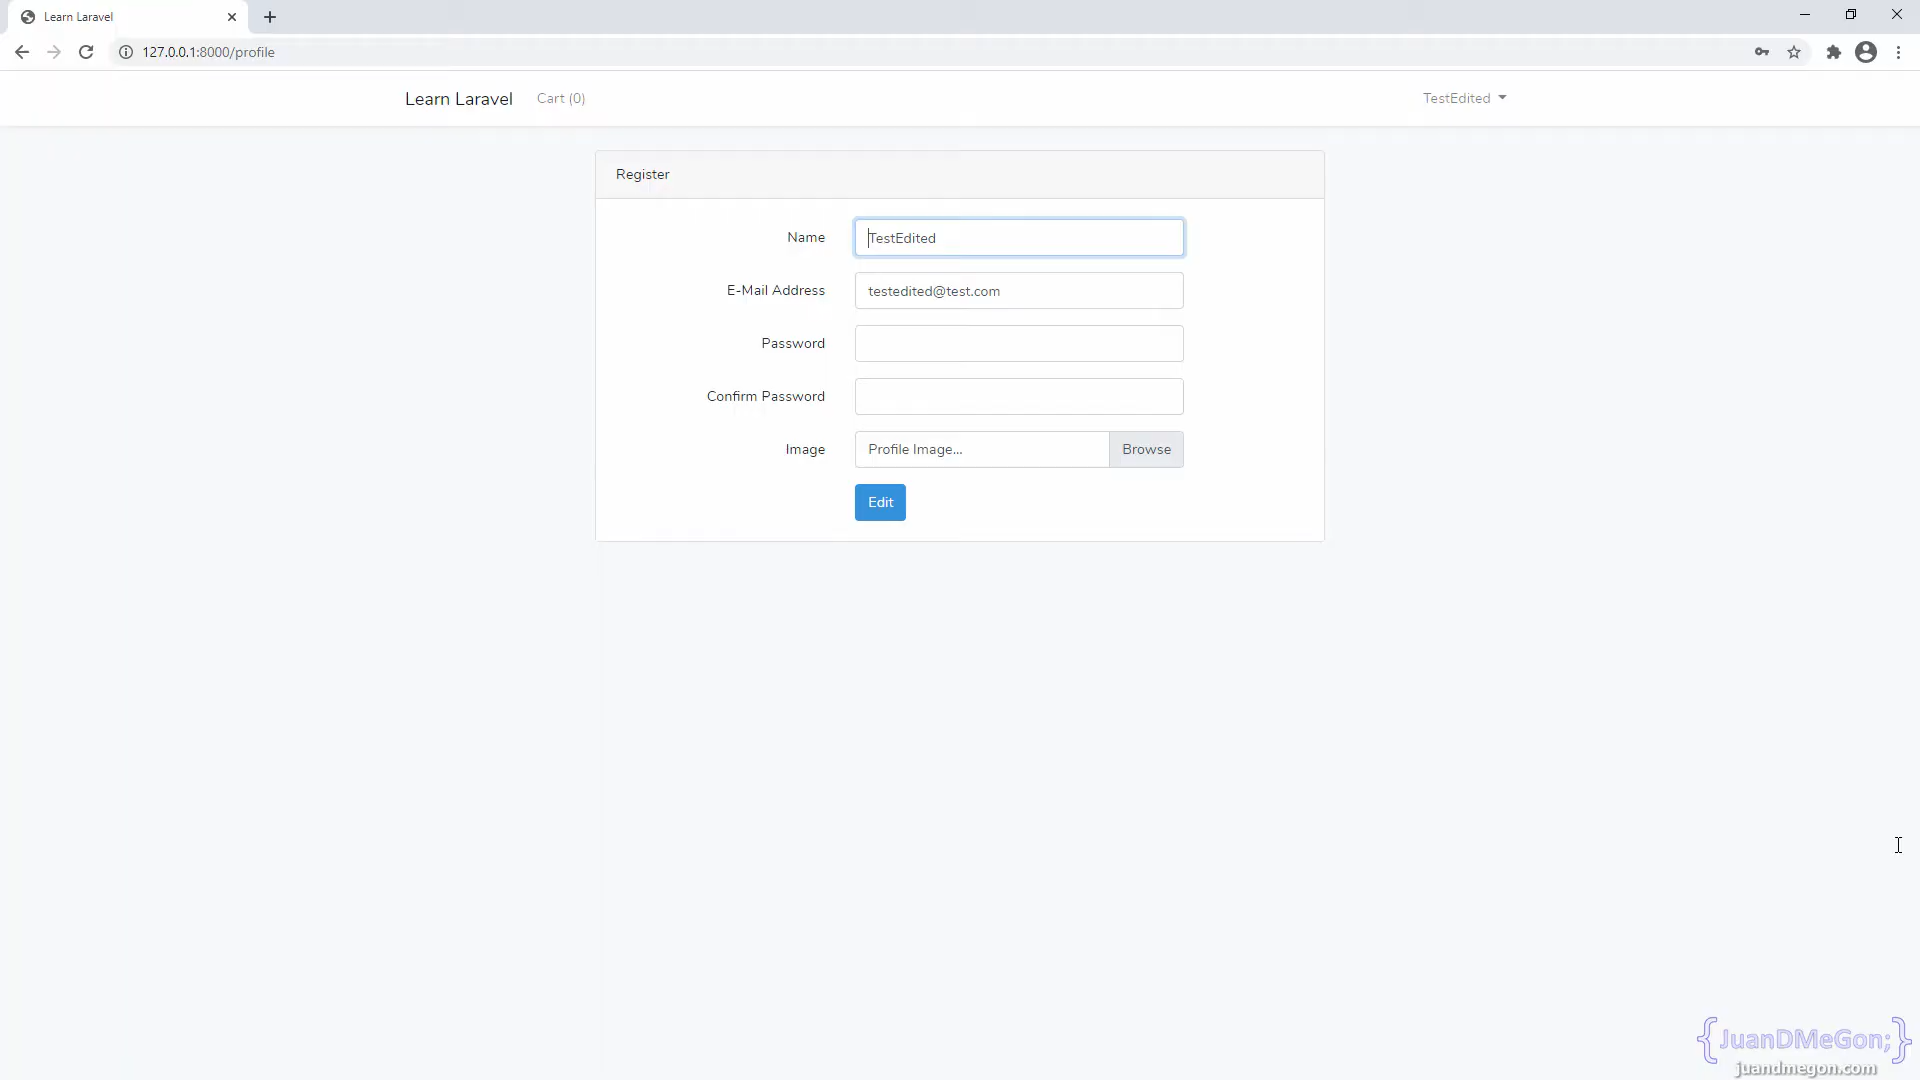 Learn Laravel
127.0.0.1:8000/profile
Learn Laravel Cart (0) TestEdited
Register
Name TestEdited
E-Mail Address testedited@test.com
Password
Confirm Password
Image Profile Image... Browse
Edit
{JuanDMeGon;}
juandmegon.com